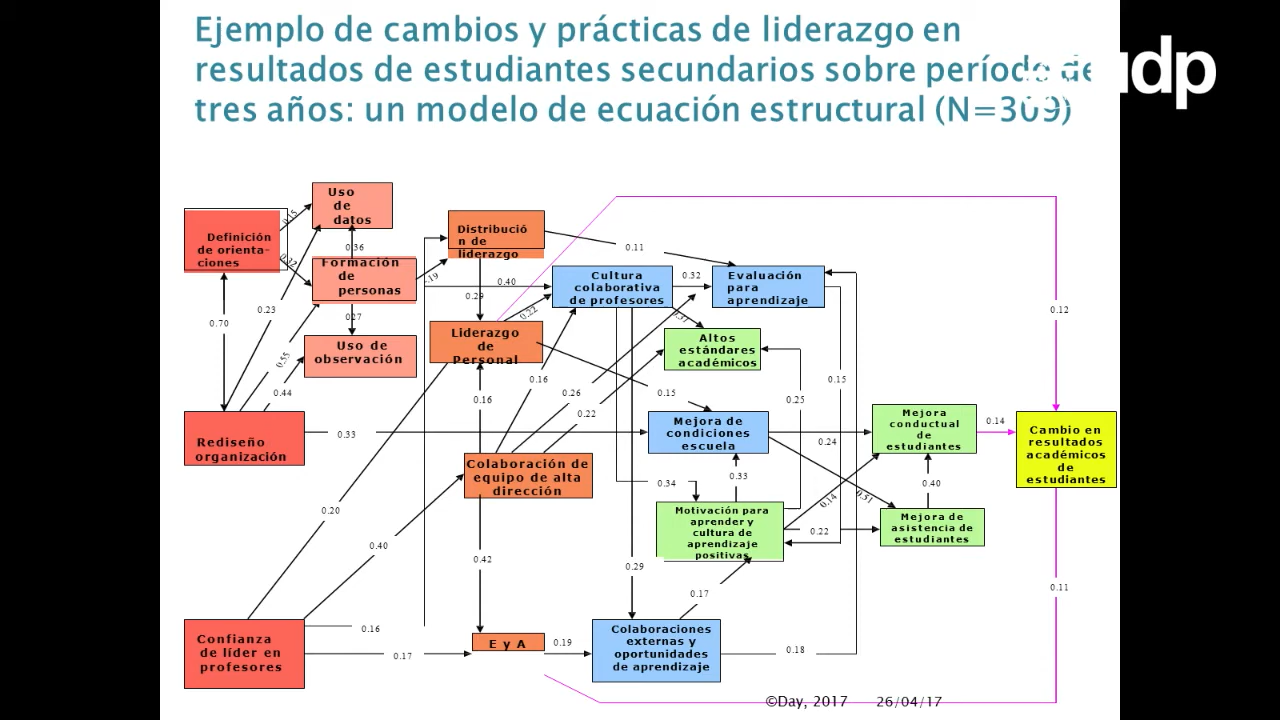 Ejemplo de cambios y prácticas de liderazgo en
resultados de estudiantes secundarios sobre período de
tres años: un modelo de ecuación estructural (N=309)
udp
Uso
de
datos
0.15
Definición
de orienta-
ciones
0.32
0.36
Formación
de
personas
Distribució
n de
liderazgo
0.11
0.19
0.40
0.29
0.22
Cultura
colaborativa
de profesores
0.32
Evaluación
para
aprendizaje
0.31
0.70
0.23
0.27
0.12
Uso de
observación
Liderazgo
de
Personal
Altos
estándares
académicos
0.55
0.44
0.16
0.16
0.26
0.22
0.15
0.15
0.25
Rediseño
organización
0.33
Mejora de
condiciones
escuela
0.24
Mejora
conductual
de
estudiantes
0.14
Cambio en
resultados
académicos
de
estudiantes
Colaboración de
equipo de alta
dirección
0.34
0.33
0.14
0.51
0.40
0.20
Motivación para
aprender y
cultura de
aprendizaje
positivas
0.22
Mejora de
asistencia de
estudiantes
0.40
0.42
0.29
0.17
0.11
Confianza
de líder en
profesores
0.16
0.17
E y A
0.19
Colaboraciones
externas y
oportunidades
de aprendizaje
0.18
©Day, 2017 26/04/17